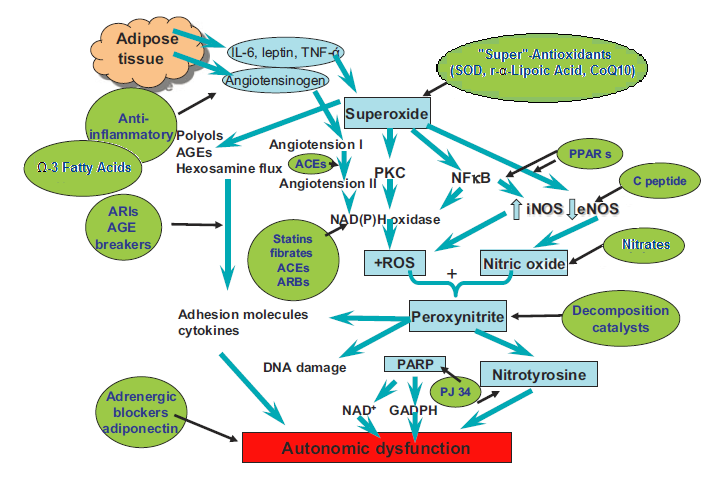 Adipose
tissue
IL-6, leptin, TNF-α
Angiotensinogen
"Super"-Antioxidants
(SOD, r-α-Lipoic Acid, CoQ10)
Anti-
inflammatory
Ω-3 Fatty Acids
Superoxide
Polyols
AGEs
Hexosamine flux
Angiotension I
ACEs
Angiotension II
PKC
NFκB
PPAR s
C peptide
iNOS
eNOS
ARIs
AGE
breakers
NAD(P)H oxidase
Statins
fibrates
ACEs
ARBs
Nitrates
+ROS
+
Nitric oxide
Adhesion molecules
cytokines
Peroxynitrite
Decomposition
catalysts
DNA damage
PARP
Nitrotyrosine
PJ 34
NAD+
GADPH
Adrenergic
blockers
adiponectin
Autonomic dysfunction